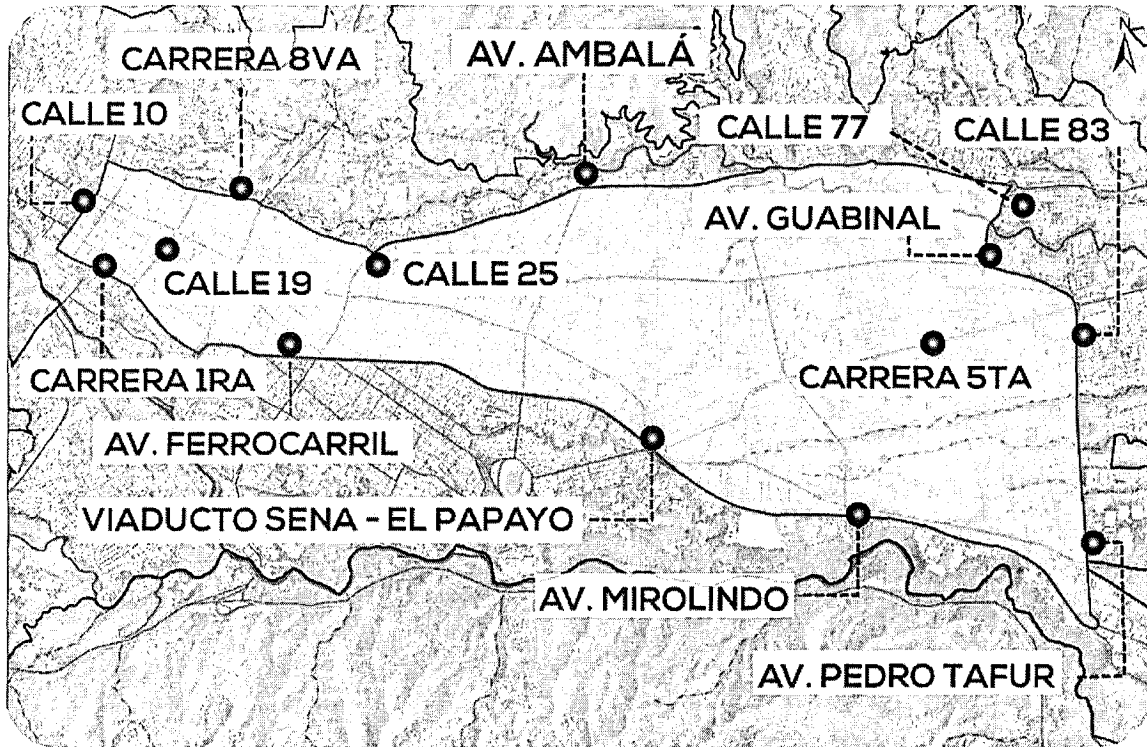 CARRERA 8VA
AV. AMBALÁ
CALLE 10
CALLE 77
CALLE 83
AV. GUABINAL
CALLE 19
CALLE 25
CARRERA 1RA
CARRERA 5TA
AV. FERROCARRIL
VIADUCTO SENA - EL PAPAYO
AV. MIROLINDO
AV. PEDRO TAFUR